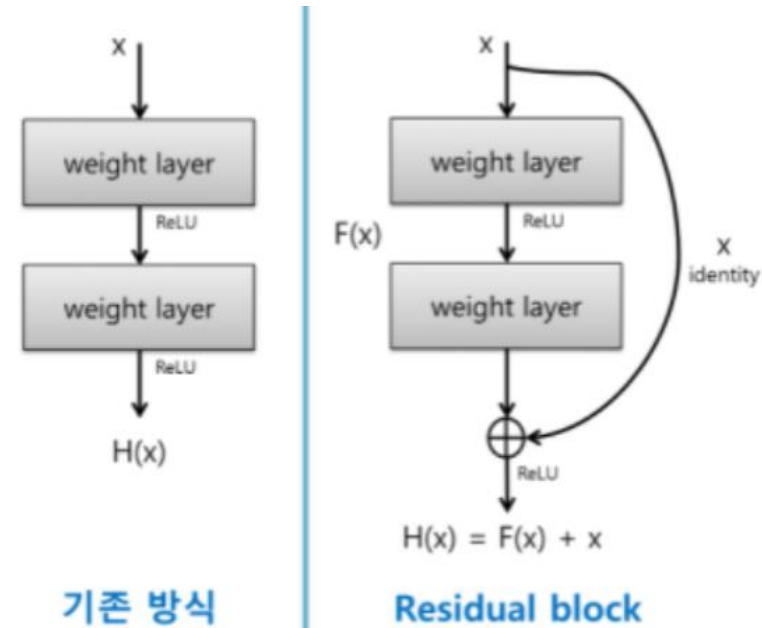 x
weight layer
ReLU
weight layer
ReLU
H(x)
기존 방식
x
weight layer
F(x)
ReLU
x
identity
weight layer
ReLU
H(x) = F(x) + x
Residual block